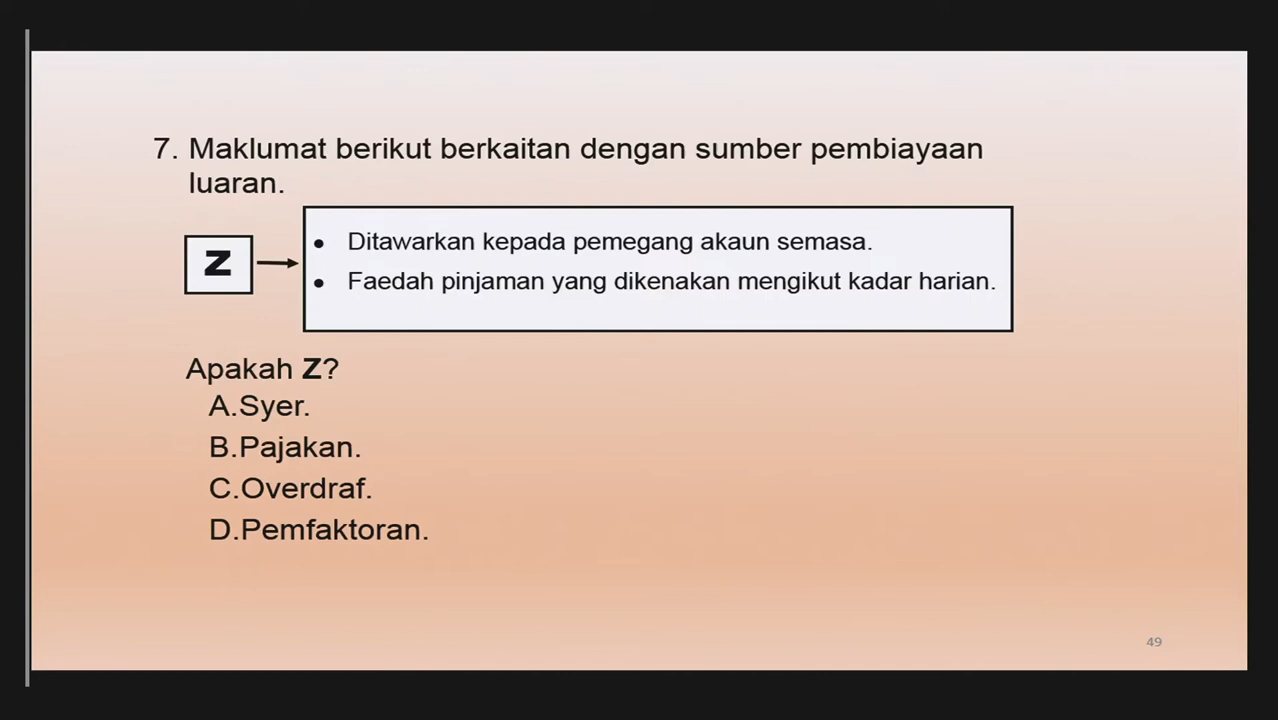 7. Maklumat berikut berkaitan dengan sumber pembiayaan
luaran.
Z
• Ditawarkan kepada pemegang akaun semasa.
• Faedah pinjaman yang dikenakan mengikut kadar harian.
Apakah Z?
A.Syer.
B.Pajakan.
C.Overdraf.
D.Pemfaktoran.
49